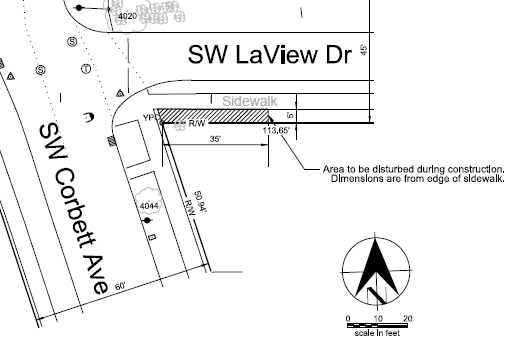 4020
SW LaView Dr
45'
Sidewalk
5'
YPC
R/W
113.65'
35'
Area to be disturbed during construction.
Dimensions are from edge of sidewalk.
SW Corbett Ave
50.94'
R/W
4044
60'
0 10 20
scale in feet